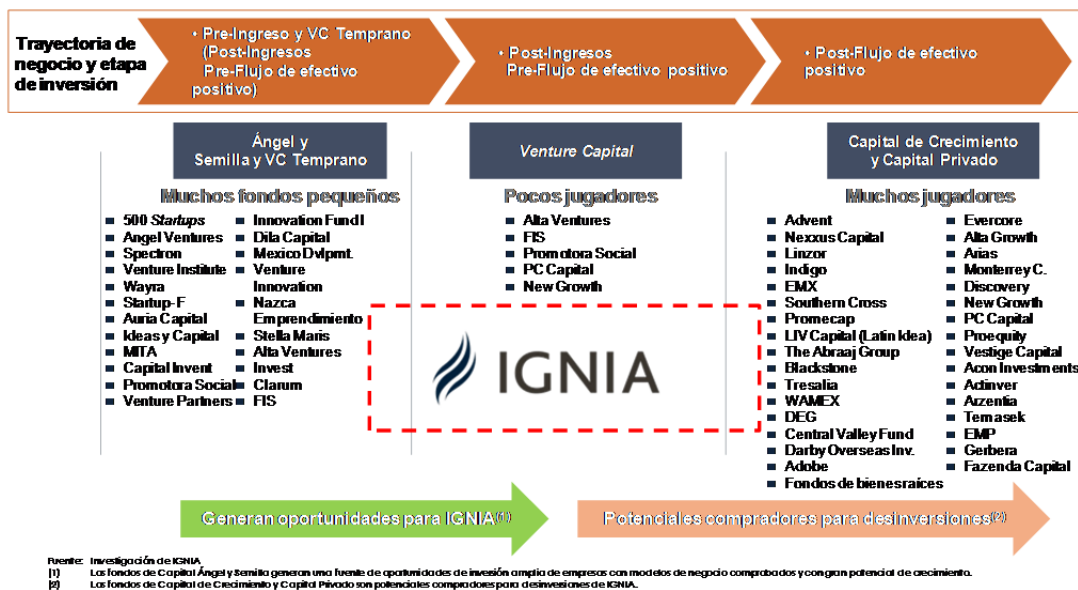 Trayectoria de
negocio y etapa
de inversión
• Pre-Ingreso y VC Temprano
(Post-Ingresos
Pre-Flujo de efectivo
positivo)
• Post-Ingresos
Pre-Flujo de efectivo positivo
• Post-Flujo de efectivo
positivo
Ángel y
Semilla y VC Temprano
Venture Capital
Capital de Crecimiento
y Capital Privado
Muchos fondos pequeños
Pocos jugadores
Muchos jugadores
500 Startups
Angel Ventures
Spectron
Venture Institute
Wayra
Startup-F
Auria Capital
Ideas y Capital
MITA
Capital Invent
Promotora Social
Venture Partners
Innovation Fund I
Dila Capital
Mexico Dvlpmt.
Venture
Innovation
Nazca
Emprendimiento
Stella Maris
Alta Ventures
Invest
Clarum
FIS
Alta Ventures
FIS
Promotora Social
PC Capital
New Growth
IGNIA
Advent
Nexxus Capital
Linzor
Indigo
EMX
Southern Cross
Promecap
LIV Capital (Latin Idea)
The Abraaj Group
Blackstone
Tresalia
WAMEX
DEG
Central Valley Fund
Darby Overseas Inv.
Adobe
Fondos de bienes raíces
Evercore
Alta Growth
Arias
Monterrey C.
Discovery
New Growth
PC Capital
Proequity
Vestige Capital
Acon Investments
Actinver
Arzentia
Temasek
EMP
Gerbera
Fazenda Capital
Generan oportunidades para IGNIA(1)
Potenciales compradores para desinversiones(2)
Fuente: Investigación de IGNIA
(1) Los fondos de Capital Ángel y Semilla generan una fuente de oportunidades de inversión amplia de empresas con modelos de negocio comprobados y con gran potencial de crecimiento.
(2) Los fondos de Capital de Crecimiento y Capital Privado son potenciales compradores para desinversiones de IGNIA.